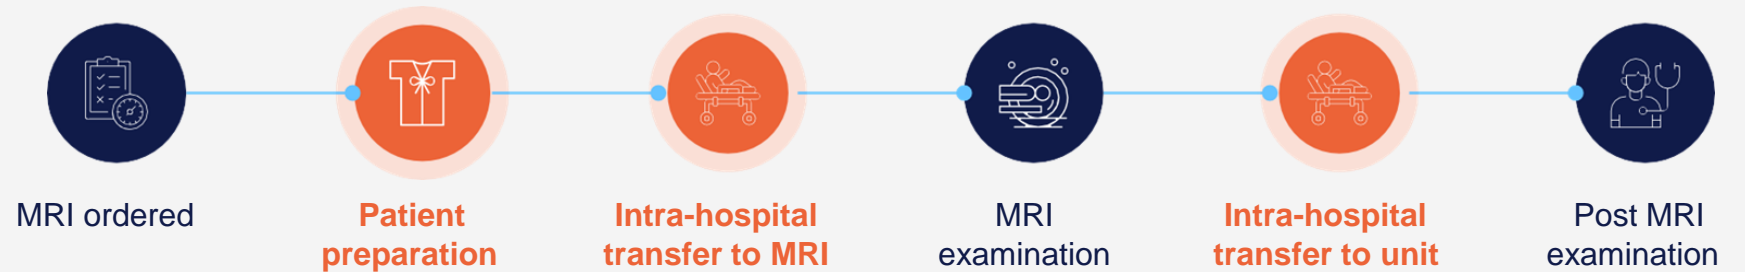 MRI ordered
Patient
preparation
Intra-hospital
transfer to MRI
MRI
examination
Intra-hospital
transfer to unit
Post MRI
examination